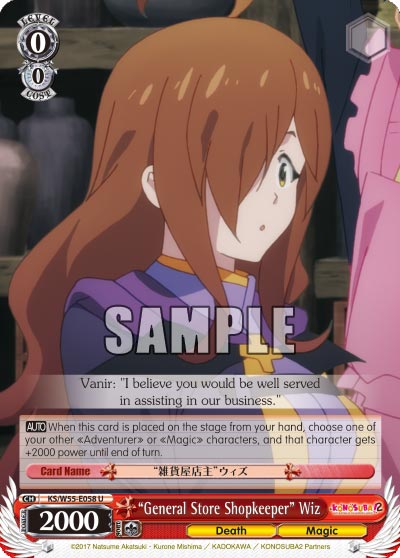 LEVEL
0
0
COST
SAMPLE
Vanir: "I believe you would be well served
in assisting in our business."
AUTO When this card is placed on the stage from your hand, choose one of
your other «Adventurer» or «Magic» characters, and that character gets
+2000 power until end of turn.
Card Name "雑貨屋店主"ウィズ
CH KS/W55-E058 U
2000
"General Store Shopkeeper" Wiz
KONOSUBA 2
Death Magic
©2017 Natsume Akatsuki・Kurone Mishima / KADOKAWA / KONOSUBA2 Partners